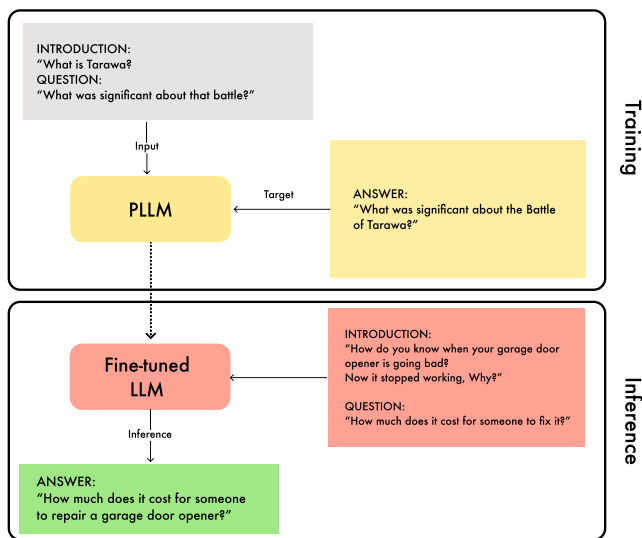 INTRODUCTION:
“What is Tarawa?
QUESTION:
“What was significant about that battle?”
Input
PLLM
Target
ANSWER:
“What was significant about the Battle
of Tarawa?”
Training
Fine-tuned
LLM
INTRODUCTION:
“How do you know when your garage door
opener is going bad?
Now it stopped working, Why?”
QUESTION:
“How much does it cost for someone to fix it?”
Inference
ANSWER:
“How much does it cost for someone
to repair a garage door opener?”
Inference